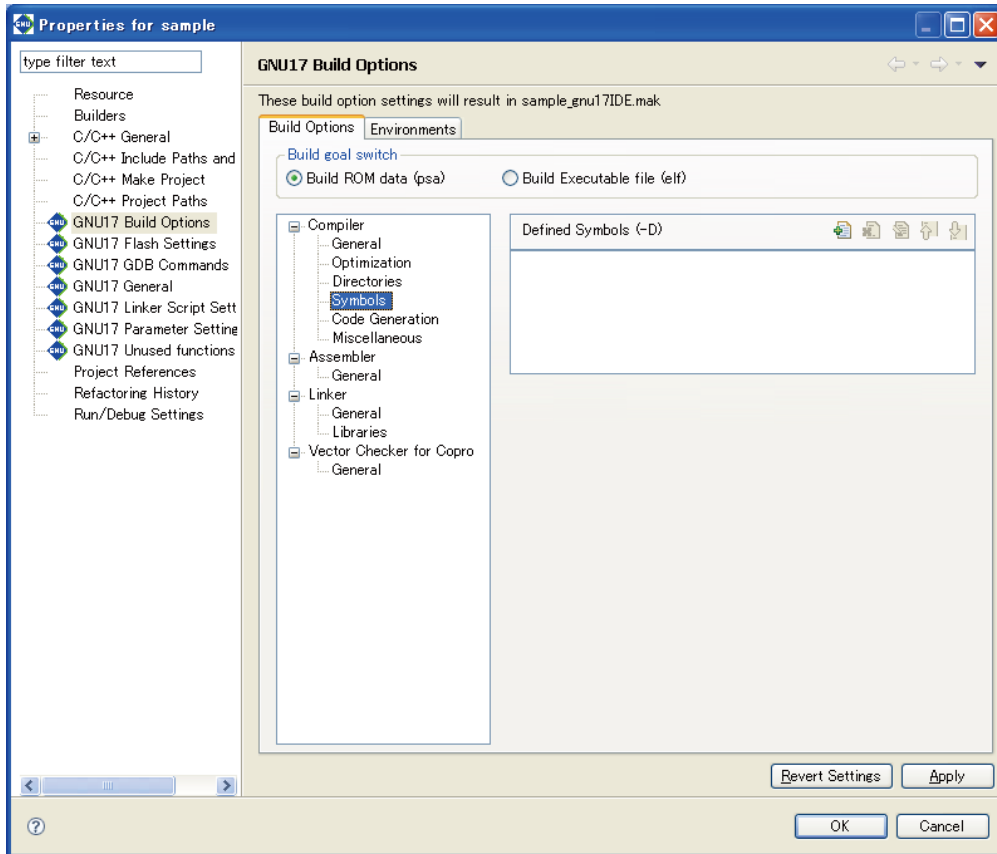 Properties for sample
type filter text
Resource
Builders
C/C++ General
C/C++ Include Paths and
C/C++ Make Project
C/C++ Project Paths
GNU17 Build Options
GNU17 Flash Settings
GNU17 GDB Commands
GNU17 General
GNU17 Linker Script Sett
GNU17 Parameter Setting
GNU17 Unused functions
Project References
Refactoring History
Run/Debug Settings
GNU17 Build Options
These build option settings will result in sample_gnu17IDE.mak
Build Options Environments
Build goal switch
Build ROM data (psa) Build Executable file (elf)
Compiler
General
Optimization
Directories
Symbols
Code Generation
Miscellaneous
Assembler
General
Linker
General
Libraries
Vector Checker for Copro
General
Defined Symbols (-D)
Revert Settings Apply
OK Cancel